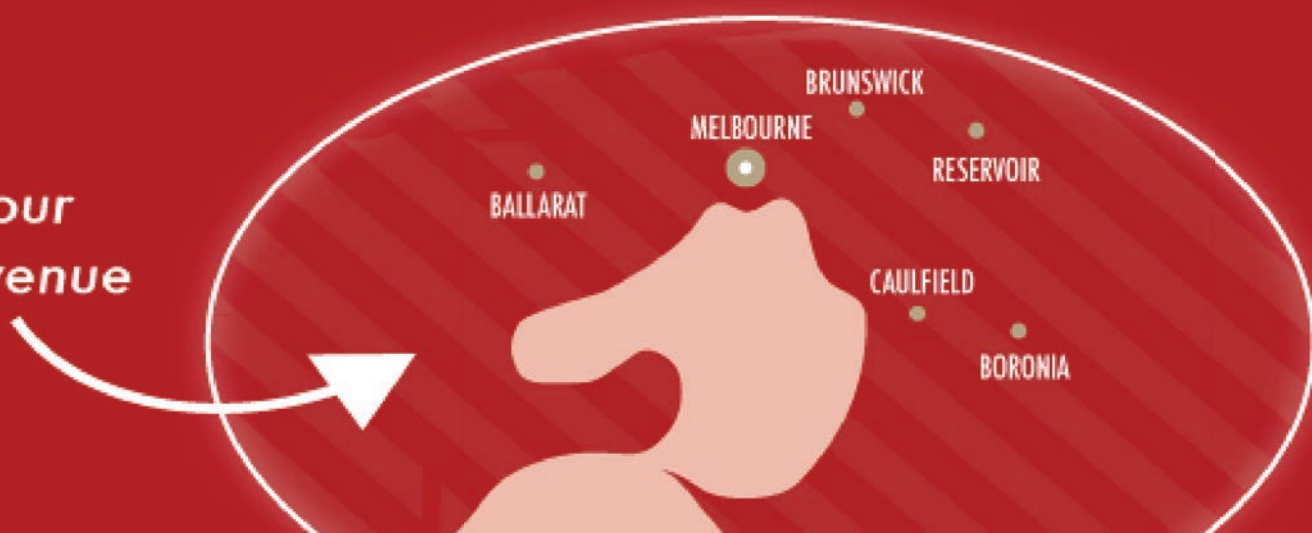 BRUNSWICK
MELBOURNE
RESERVOIR
BALLARAT
our
venue
CAULFIELD
BORONIA